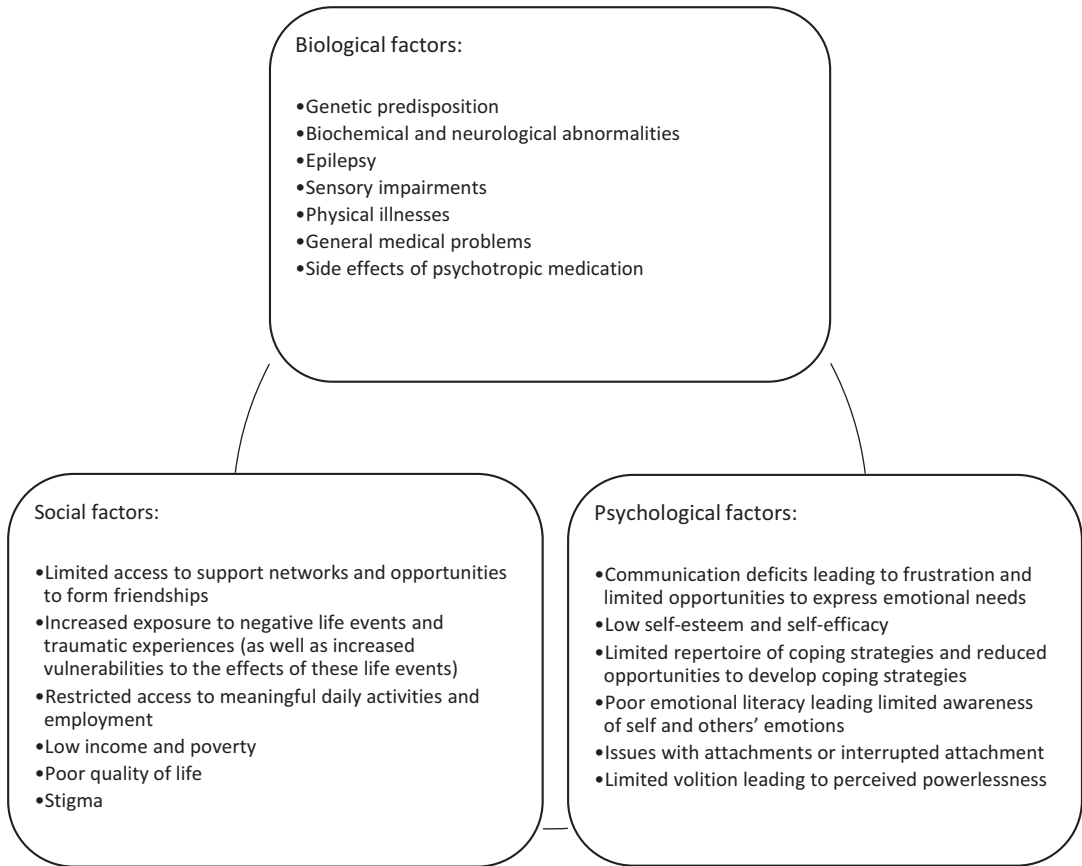 Biological factors:
•Genetic predisposition
•Biochemical and neurological abnormalities
•Epilepsy
•Sensory impairments
•Physical illnesses
•General medical problems
•Side effects of psychotropic medication
Social factors:
•Limited access to support networks and opportunities
to form friendships
•Increased exposure to negative life events and
traumatic experiences (as well as increased
vulnerabilities to the effects of these life events)
•Restricted access to meaningful daily activities and
employment
•Low income and poverty
•Poor quality of life
•Stigma
Psychological factors:
•Communication deficits leading to frustration and
limited opportunities to express emotional needs
•Low self-esteem and self-efficacy
•Limited repertoire of coping strategies and reduced
opportunities to develop coping strategies
•Poor emotional literacy leading limited awareness
of self and others’ emotions
•Issues with attachments or interrupted attachment
•Limited volition leading to perceived powerlessness